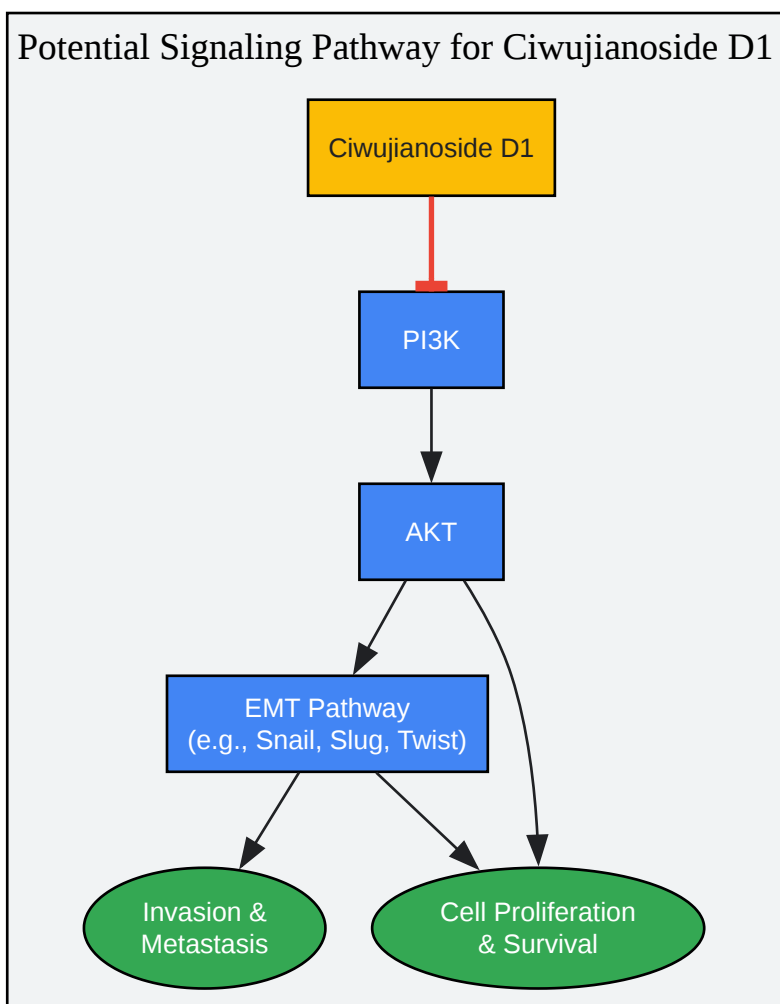 Potential Signaling Pathway for Ciwujianoside D1
Ciwujianoside D1
PI3K
AKT
EMT Pathway
(e.g., Snail, Slug, Twist)
Invasion &
Metastasis
Cell Proliferation
& Survival